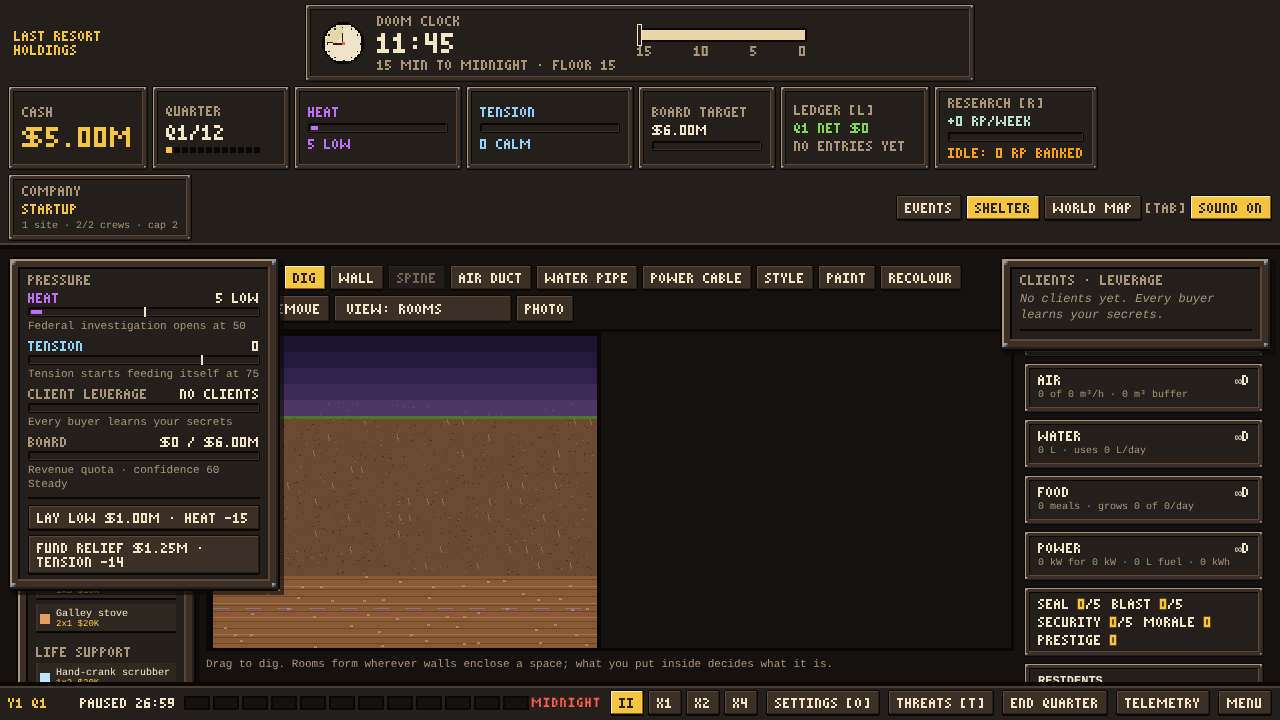 LAST RESORT
HOLDINGS
DOOM CLOCK
11:45
15 MIN TO MIDNIGHT · FLOOR 15
15 10 5 0
CASH
$5.00M
QUARTER
Q1/12
HEAT
5 LOW
TENSION
0 CALM
BOARD TARGET
$6.00M
LEDGER [L]
Q1 NET $0
NO ENTRIES YET
RESEARCH [R]
+0 RP/WEEK
IDLE: 0 RP BANKED
COMPANY
STARTUP
1 site · 2/2 crews · cap 2
EVENTS SHELTER WORLD MAP [TAB] SOUND ON
PRESSURE
HEAT 5 LOW
Federal investigation opens at 50
TENSION 0
Tension starts feeding itself at 75
CLIENT LEVERAGE NO CLIENTS
Every buyer learns your secrets
BOARD $0 / $6.00M
Revenue quota · confidence 60
Steady
LAY LOW $1.00M · HEAT -15
FUND RELIEF $1.25M ·
TENSION -14
DIG WALL SPINE AIR DUCT WATER PIPE POWER CABLE STYLE PAINT RECOLOUR
EMOVE VIEW: ROOMS PHOTO
CLIENTS · LEVERAGE
No clients yet. Every buyer
learns your secrets.
AIR ∞D
0 of 0 m³/h · 0 m³ buffer
WATER ∞D
0 L · uses 0 L/day
FOOD ∞D
0 meals · grows 0 of 0/day
POWER ∞D
0 kW for 0 kW · 0 L fuel · 0 kWh
SEAL 0/5 BLAST 0/5
SECURITY 0/5 MORALE 0
PRESTIGE 0
RESIDENTS
Galley stove
2x1 $20K
LIFE SUPPORT
Hand-crank scrubber
Drag to dig. Rooms form wherever walls enclose a space; what you put inside decides what it is.
Y1 Q1 PAUSED 26:59 MIDNIGHT II X1 X2 X4 SETTINGS [O] THREATS [T] END QUARTER TELEMETRY MENU